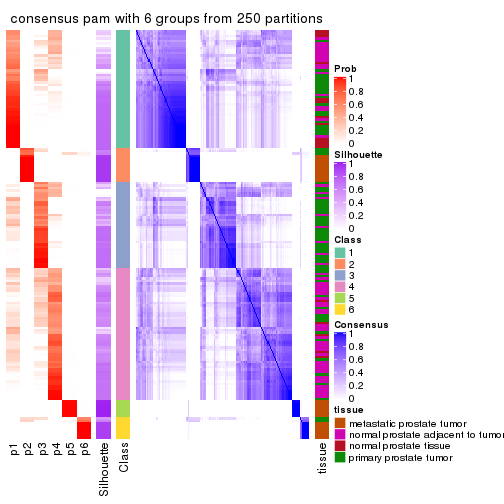 consensus pam with 6 groups from 250 partitions
Prob
1
0.8
0.6
0.4
0.2
0
Silhouette
1
0.8
0.6
0.4
0.2
0
Class
1
2
3
4
5
6
Consensus
1
0.8
0.6
0.4
0.2
0
tissue
metastatic prostate tumor
normal prostate adjacent to tumor
normal prostate tissue
primary prostate tumor
p1
p2
p3
p4
p5
p6
Silhouette
Class
tissue